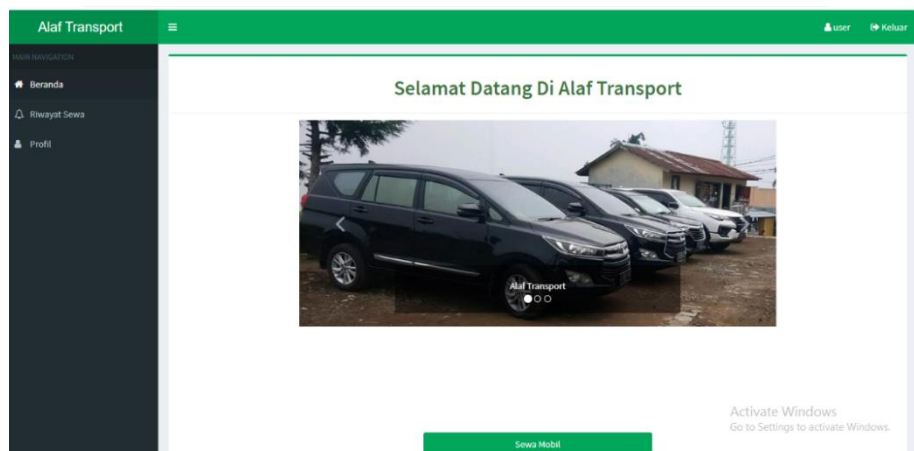 Alaf Transport
user
Keluar
MAIN NAVIGATION
Beranda
Riwayat Sewa
Profil
Selamat Datang Di Alaf Transport
Alaf Transport
Sewa Mobil
Activate Windows
Go to Settings to activate Windows.